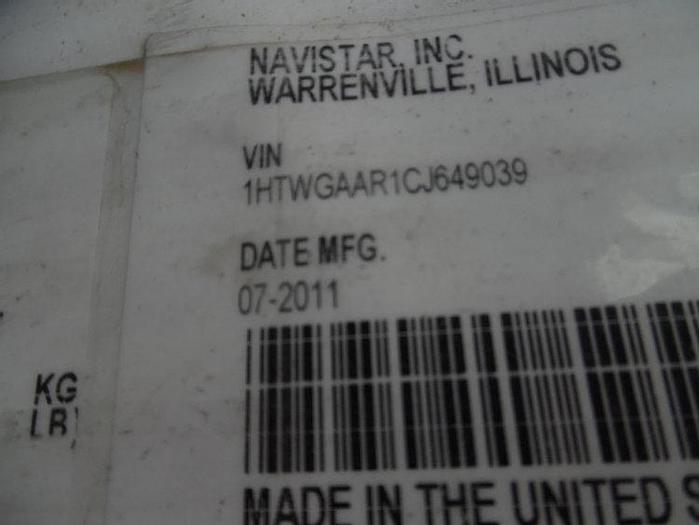 NAVISTAR, INC.
WARRENVILLE, ILLINOIS
VIN
1HTWGAAR1CJ649039
DATE MFG.
07-2011
KG
LB)
MADE IN THE UNITED S